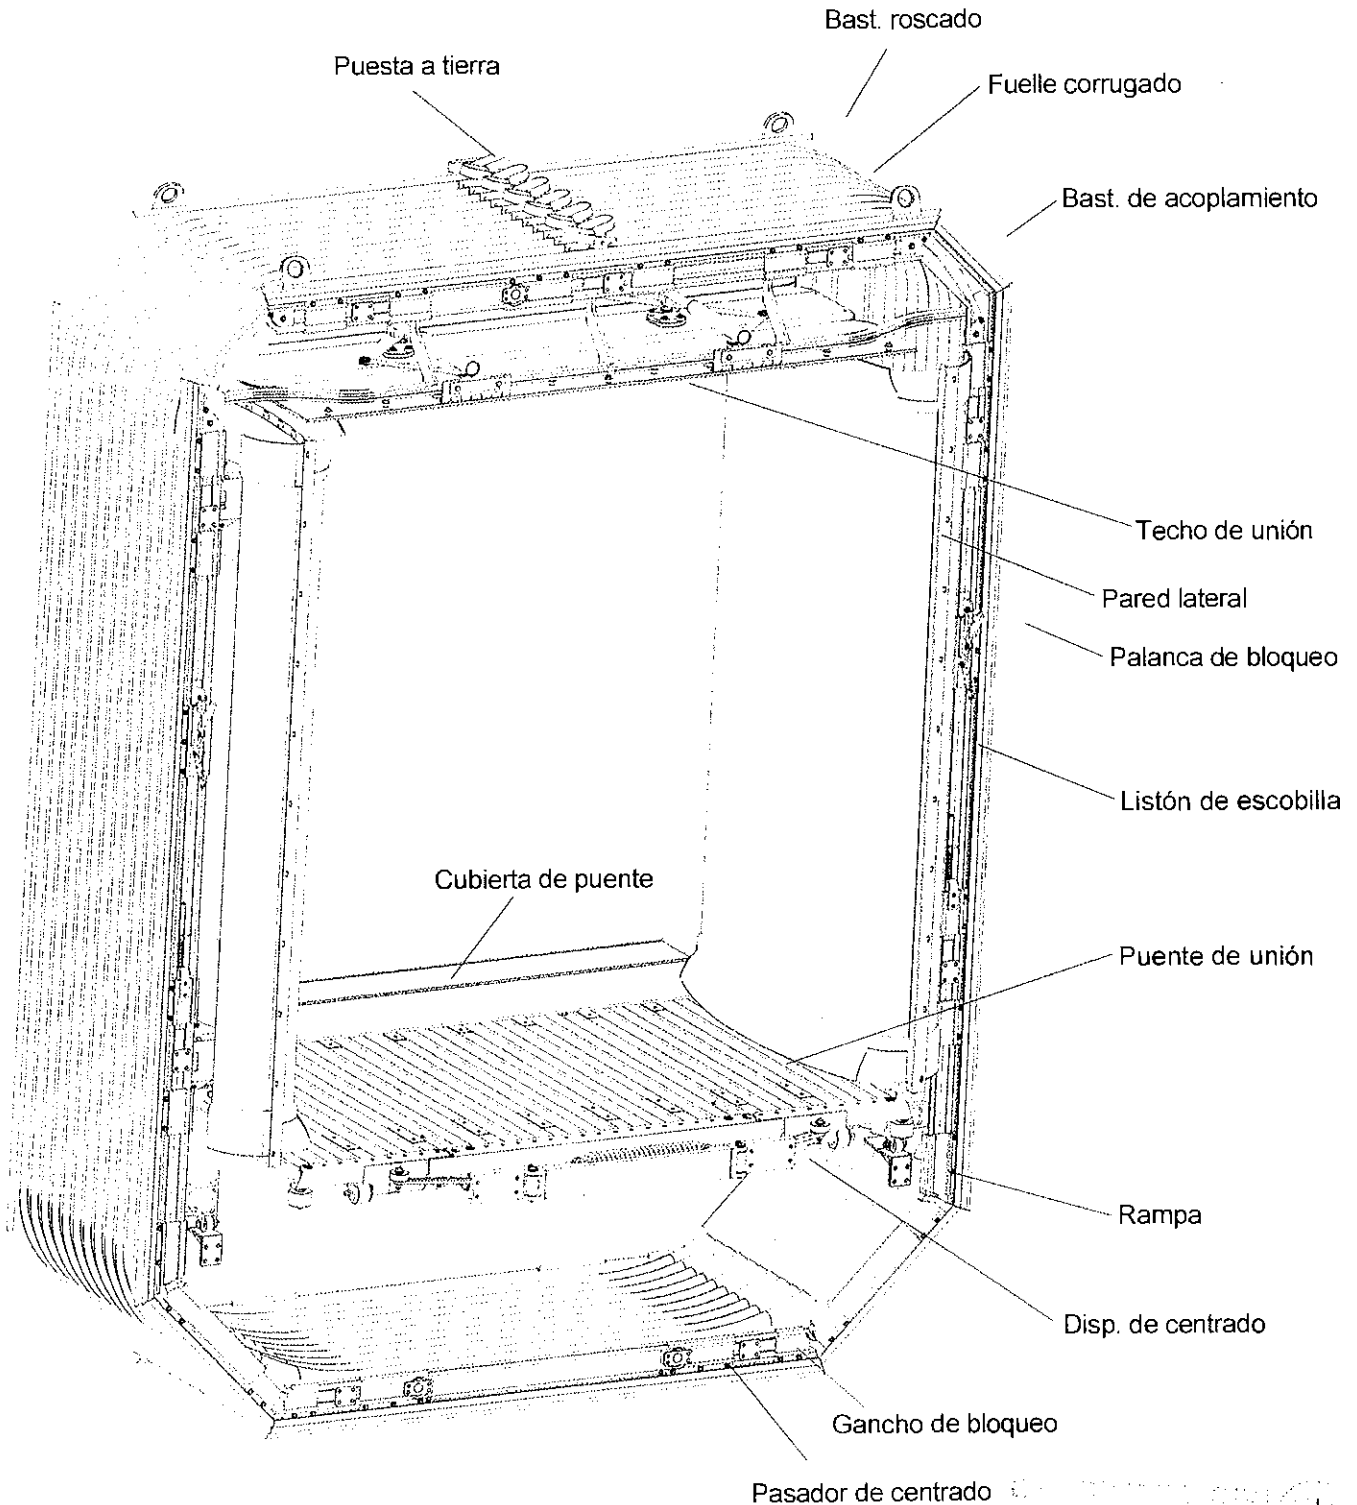 Bast. roscado
Puesta a tierra
Fuelle corrugado
Bast. de acoplamiento
Techo de unión
Pared lateral
Palanca de bloqueo
Listón de escobilla
Cubierta de puente
Puente de unión
Rampa
Disp. de centrado
Gancho de bloqueo
Pasador de centrado